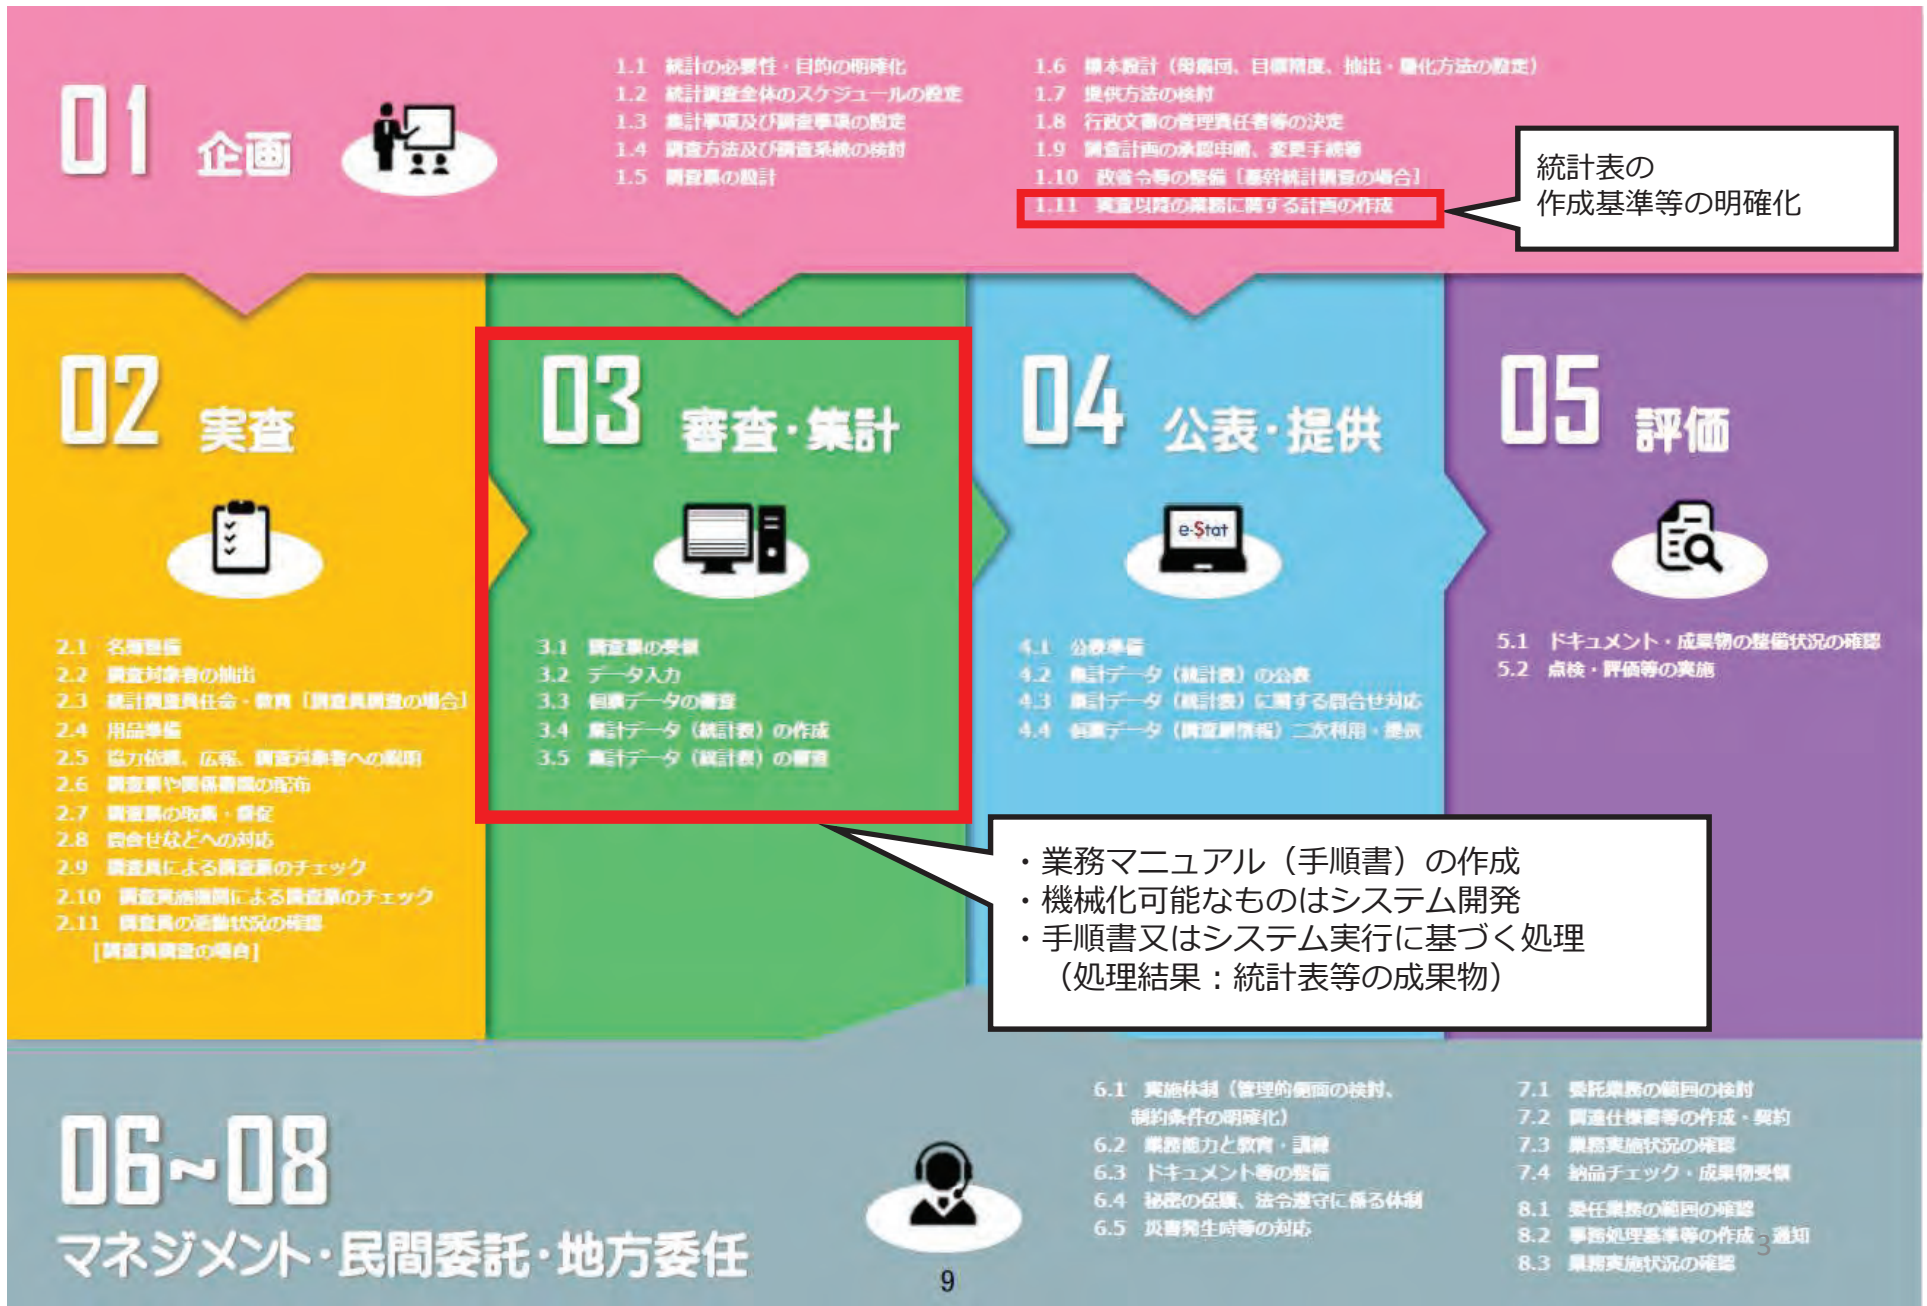 01 企画
1.1 統計の必要性・目的の明確化
1.2 統計調査全体のスケジュールの設定
1.3 集計事項及び調査事項の設定
1.4 調査方法及び調査系統の検討
1.5 調査票の設計
1.6 標本設計（母集団、目標精度、抽出・層化方法の設定）
1.7 提供方法の検討
1.8 行政文書の管理責任者等の決定
1.9 調査計画の承認申請、変更手続等
1.10 政省令等の整備［基幹統計調査の場合］
1.11 実査以降の業務に関する計画の作成
統計表の
作成基準等の明確化
02 実査
2.1 名簿整備
2.2 調査対象者の抽出
2.3 統計調査員任命・教育［調査員調査の場合］
2.4 用品準備
2.5 協力依頼、広報、調査対象者への説明
2.6 調査票や関係書類の配布
2.7 調査票の収集・督促
2.8 問合せなどへの対応
2.9 調査員による調査票のチェック
2.10 調査実施機関による調査票のチェック
2.11 調査員の活動状況の確認
［調査員調査の場合］
03 審査・集計
3.1 調査票の受領
3.2 データ入力
3.3 個票データの審査
3.4 集計データ（統計表）の作成
3.5 集計データ（統計表）の審査
04 公表・提供
e-Stat
4.1 公表準備
4.2 集計データ（統計表）の公表
4.3 集計データ（統計表）に関する問合せ対応
4.4 個票データ（調査票情報）二次利用・提供
05 評価
5.1 ドキュメント・成果物の整備状況の確認
5.2 点検・評価等の実施
・業務マニュアル（手順書）の作成
・機械化可能なものはシステム開発
・手順書又はシステム実行に基づく処理
（処理結果：統計表等の成果物）
06~08
マネジメント・民間委託・地方委任
6.1 実施体制（管理的側面の検討、
制約条件の明確化）
6.2 業務能力と教育・訓練
6.3 ドキュメント等の整備
6.4 秘密の保護、法令遵守に係る体制
6.5 災害発生時等の対応
7.1 委託業務の範囲の検討
7.2 調達仕様書等の作成・契約
7.3 業務実施状況の確認
7.4 納品チェック・成果物受領
8.1 委任業務の範囲の確認
8.2 事務処理基準等の作成・通知
8.3 業務実施状況の確認
3
9